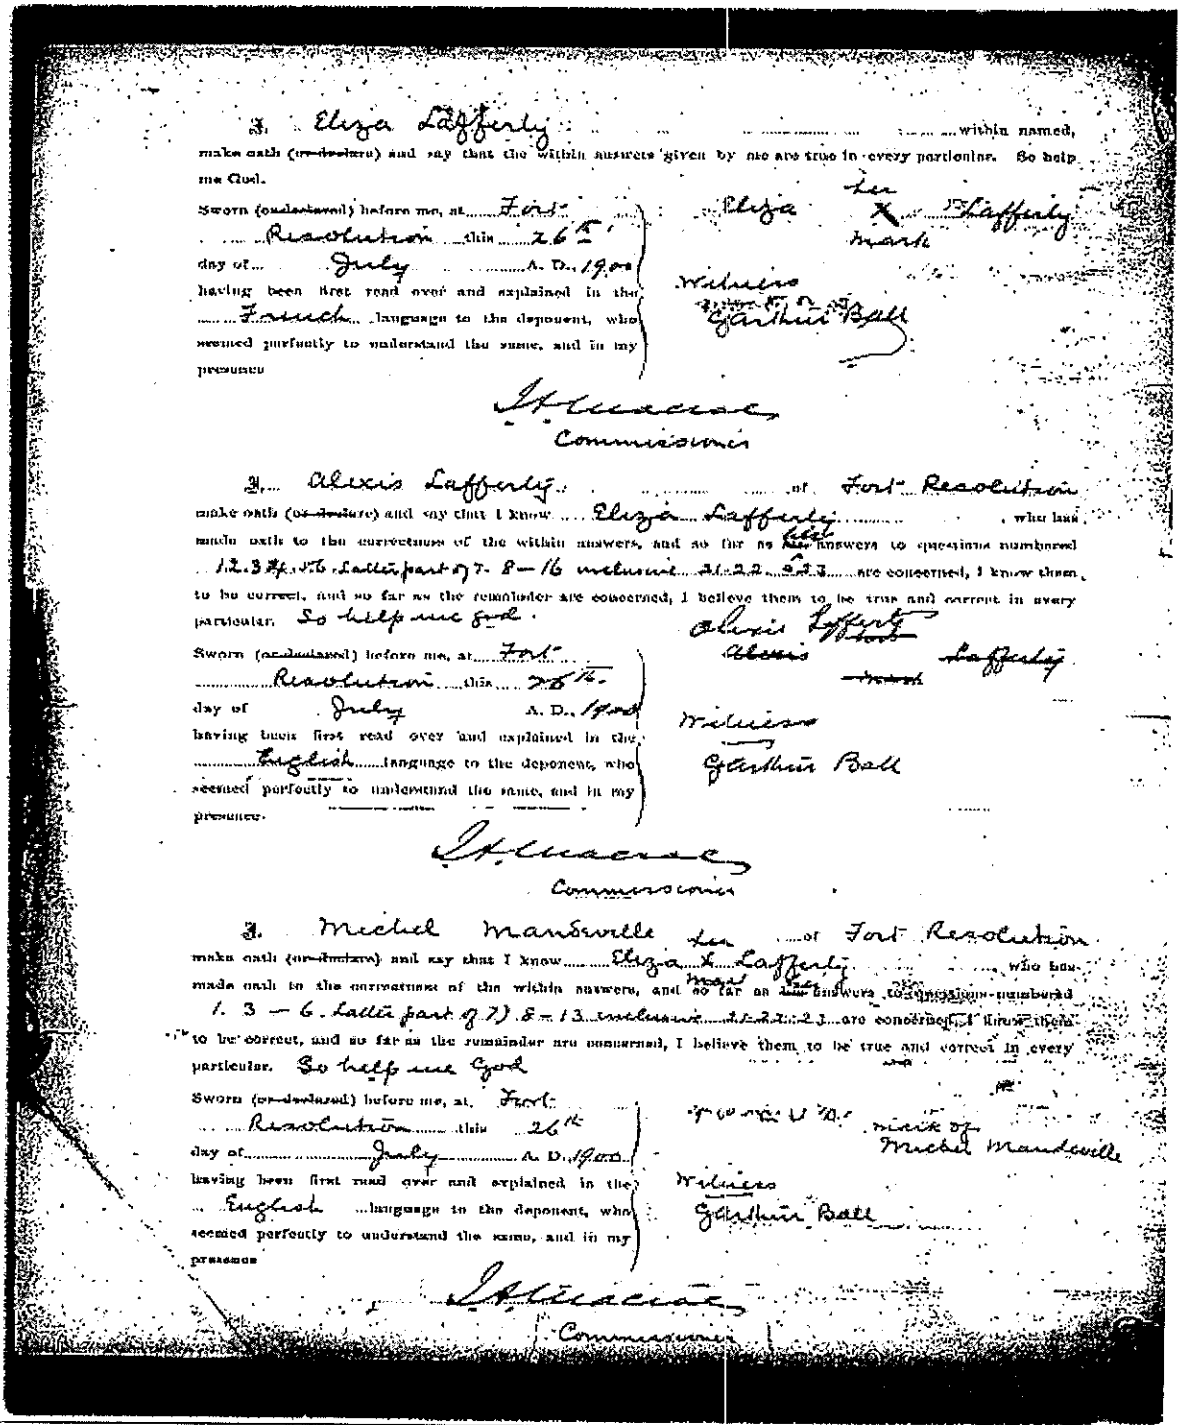 I, Eliza Lafferty within named,
make oath (or declare) and say that the within answers given by me are true in every particular. So help
me God.
Sworn (or declared) before me, at Fort
Resolution this 26th
day of July A. D., 1900
having been first read over and explained in the
French language to the deponent, who
seemed perfectly to understand the same, and in my
presence
her
Eliza X Lafferty
mark
Witness
Garthur Ball
Commissioner
I, Alexis Lafferty of Fort Resolution
make oath (or declare) and say that I know Eliza Lafferty, who has
made oath to the correctness of the within answers, and so far as her answers to questions numbered
1.2.3.4.5.6. Latter part of 7. 8-16 inclusive 21.22. are concerned, I know them
to be correct, and so far as the remainder are concerned, I believe them to be true and correct in every
particular. So help me God.
Alexis Lafferty
Alexis Lafferty
mark
Sworn (or declared) before me, at Fort
Resolution this 26th
day of July A. D., 1900
having been first read over and explained in the
English language to the deponent, who
seemed perfectly to understand the same, and in my
presence.
Witness
Garthur Ball
Commissioner
I, Michel Mandeville of Fort Resolution
make oath (or declare) and say that I know Eliza her X mark Lafferty, who has
made oath to the correctness of the within answers, and so far as her answers to questions numbered
1. 3 - 6. Latter part of 7) 8-13 inclusive 21.22.23 are concerned, I know them
to be correct, and so far as the remainder are concerned, I believe them to be true and correct in every
particular. So help me God
Sworn (or declared) before me, at Fort
Resolution this 26th
day of July A. D. 1900
having been first read over and explained in the
English language to the deponent, who
seemed perfectly to understand the same, and in my
presence
mark of
Michel Mandeville
Witness
Garthur Ball
Commissioner